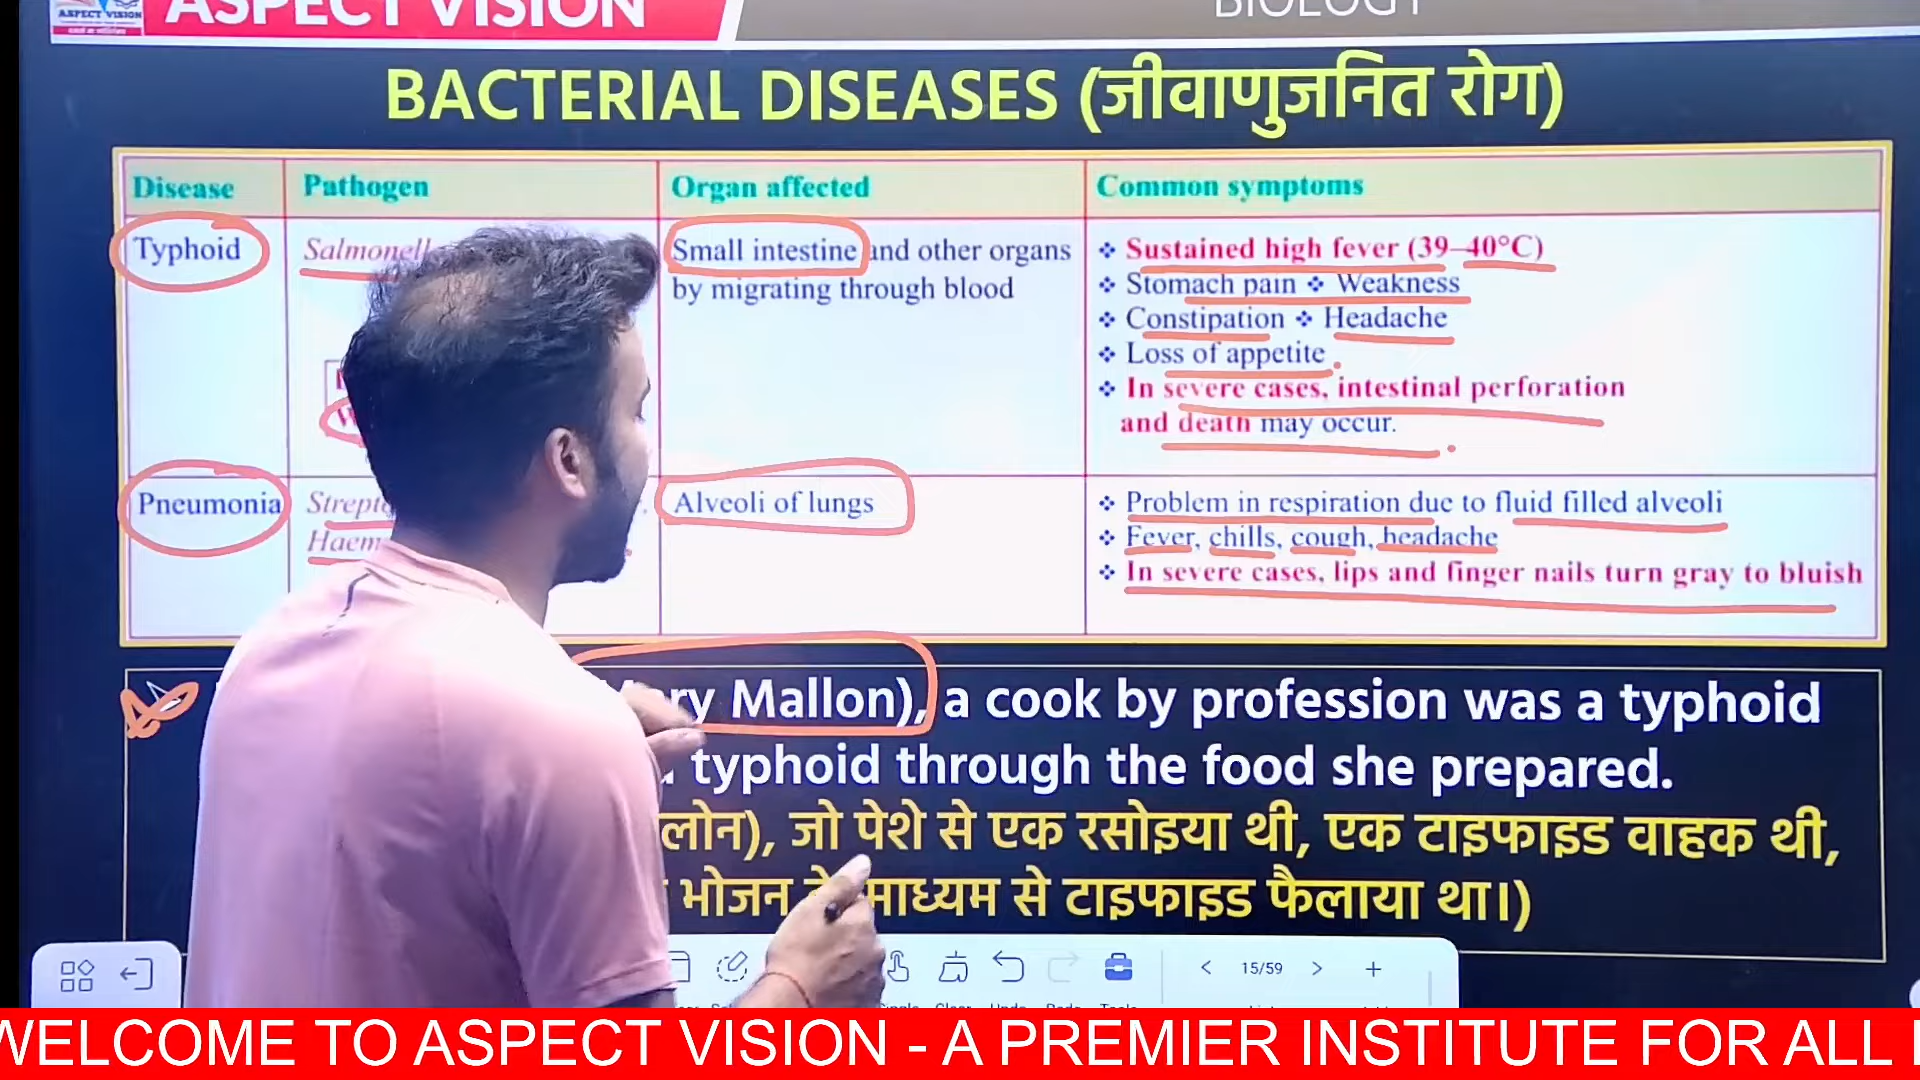 ASPECT VISION
ASPECT VISION
BIOLOGY
BACTERIAL DISEASES (जीवाणुजनित रोग)
Disease Pathogen Organ affected Common symptoms
Typhoid Small intestine and other organs by migrating through blood
❖ Sustained high fever (39–40°C)
❖ Stomach pain ❖ Weakness
❖ Constipation ❖ Headache
❖ Loss of appetite
❖ In severe cases, intestinal perforation
and death may occur.
Pneumonia Alveoli of lungs
❖ Problem in respiration due to fluid filled alveoli
❖ Fever, chills, cough, headache
❖ In severe cases, lips and finger nails turn gray to bluish
Mallon), a cook by profession was a typhoid
typhoid through the food she prepared.
जो पेशे से एक रसोइया थी, एक टाइफाइड वाहक थी,
भोजन के माध्यम से टाइफाइड फैलाया था।)
15/59
WELCOME TO ASPECT VISION - A PREMIER INSTITUTE FOR ALL